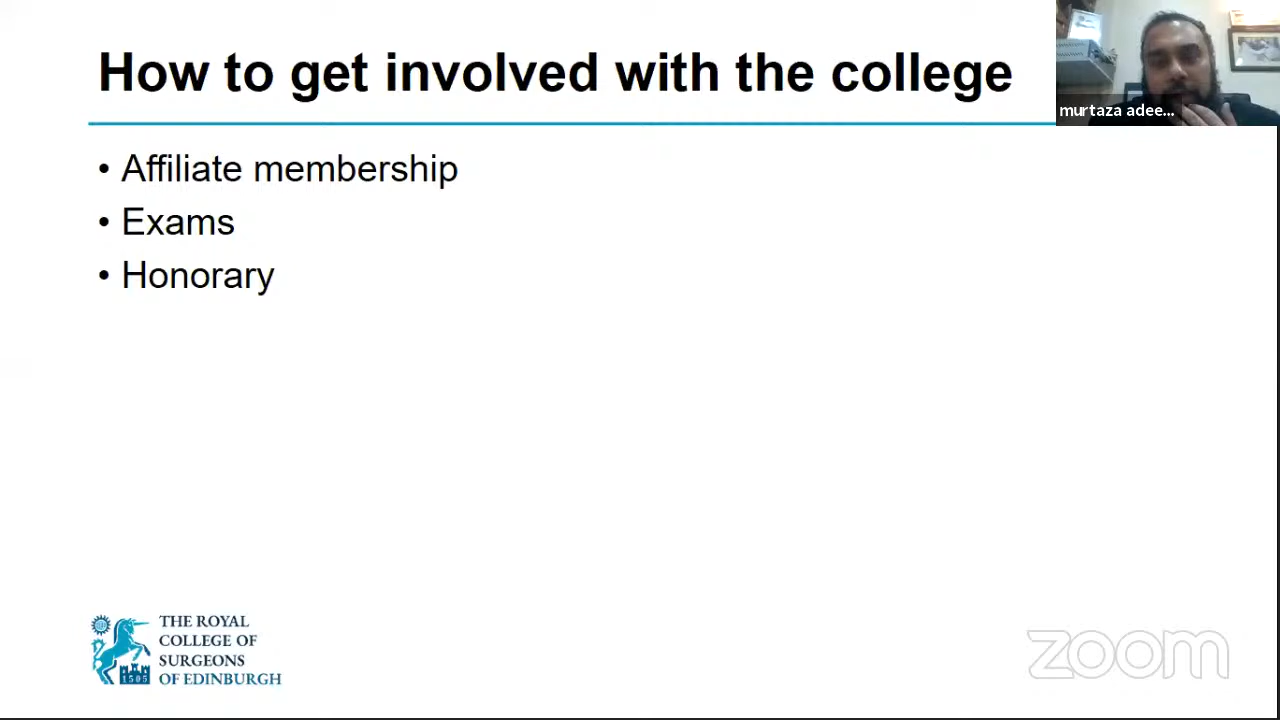 How to get involved with the college
murtaza adee...
• Affiliate membership
• Exams
• Honorary
THE ROYAL
COLLEGE OF
SURGEONS
OF EDINBURGH
1505
zoom